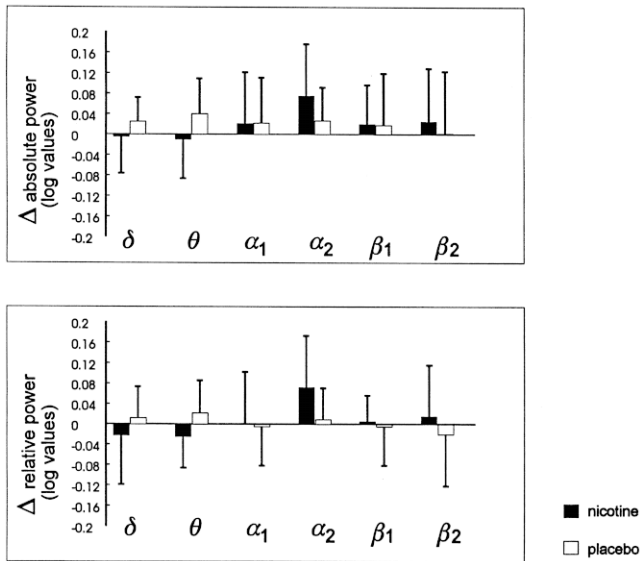 Δ absolute power
(log values)
0.2
0.16
0.12
0.08
0.04
0
-0.04
-0.08
-0.12
-0.16
-0.2
δ θ α1 α2 β1 β2
Δ relative power
(log values)
0.2
0.16
0.12
0.08
0.04
0
-0.04
-0.08
-0.12
-0.16
-0.2
δ θ α1 α2 β1 β2
nicotine
placebo